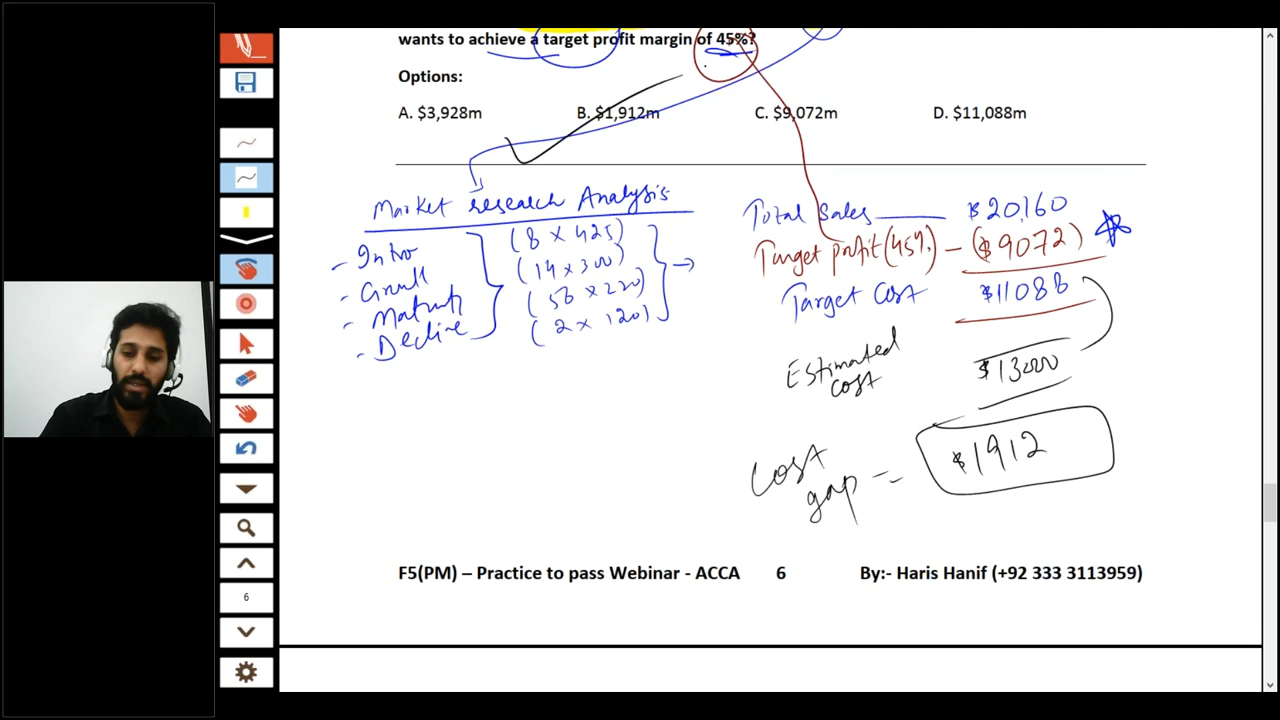 wants to achieve a target profit margin of 45%?
Options:
A. $3,928m B. $1,912m C. $9,072m D. $11,088m
Market research Analysis
- Intro (8 x 425)
- Growth (14 x 300)
- Maturity (56 x 220)
- Decline (2 x 120)
Total Sales $20,160
Target profit (45%) - ($9072)
Target Cost $11088
Estimated cost $13000
Cost gap = $1912
6
F5(PM) – Practice to pass Webinar - ACCA 6 By:- Haris Hanif (+92 333 3113959)